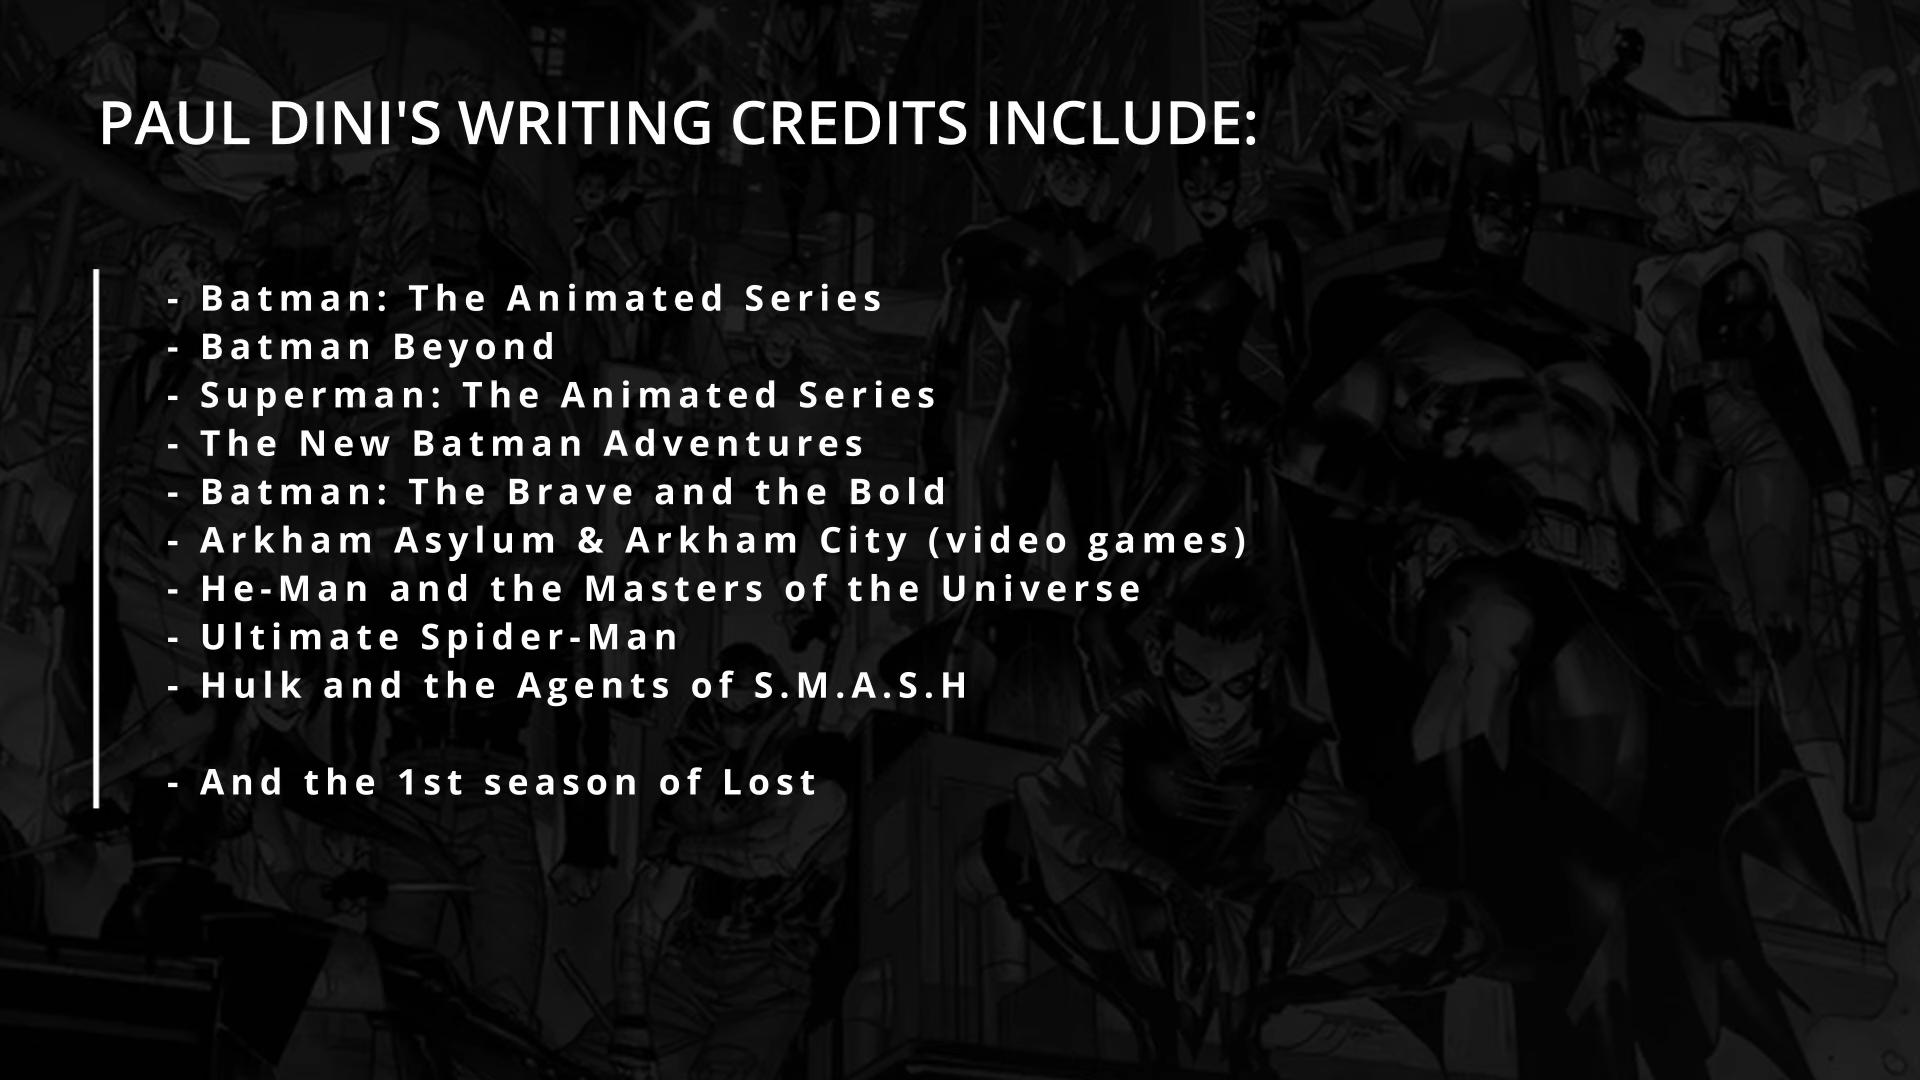 PAUL DINI'S WRITING CREDITS INCLUDE:
- Batman: The Animated Series
- Batman Beyond
- Superman: The Animated Series
- The New Batman Adventures
- Batman: The Brave and the Bold
- Arkham Asylum & Arkham City (video games)
- He-Man and the Masters of the Universe
- Ultimate Spider-Man
- Hulk and the Agents of S.M.A.S.H
- And the 1st season of Lost